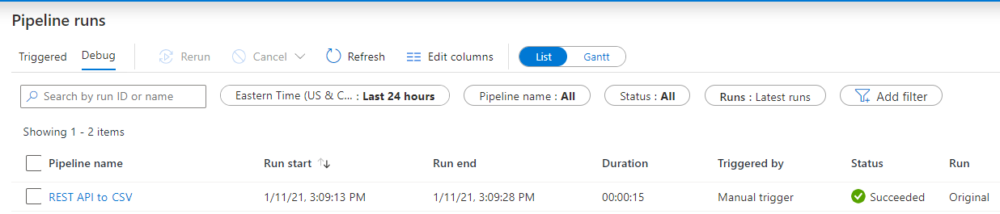 Pipeline runs
Triggered Debug Rerun Cancel Refresh Edit columns List Gantt
Search by run ID or name Eastern Time (US & C... : Last 24 hours Pipeline name : All Status : All Runs : Latest runs Add filter
Showing 1 - 2 items
Pipeline name Run start ↑↓ Run end Duration Triggered by Status Run
REST API to CSV 1/11/21, 3:09:13 PM 1/11/21, 3:09:28 PM 00:00:15 Manual trigger Succeeded Original